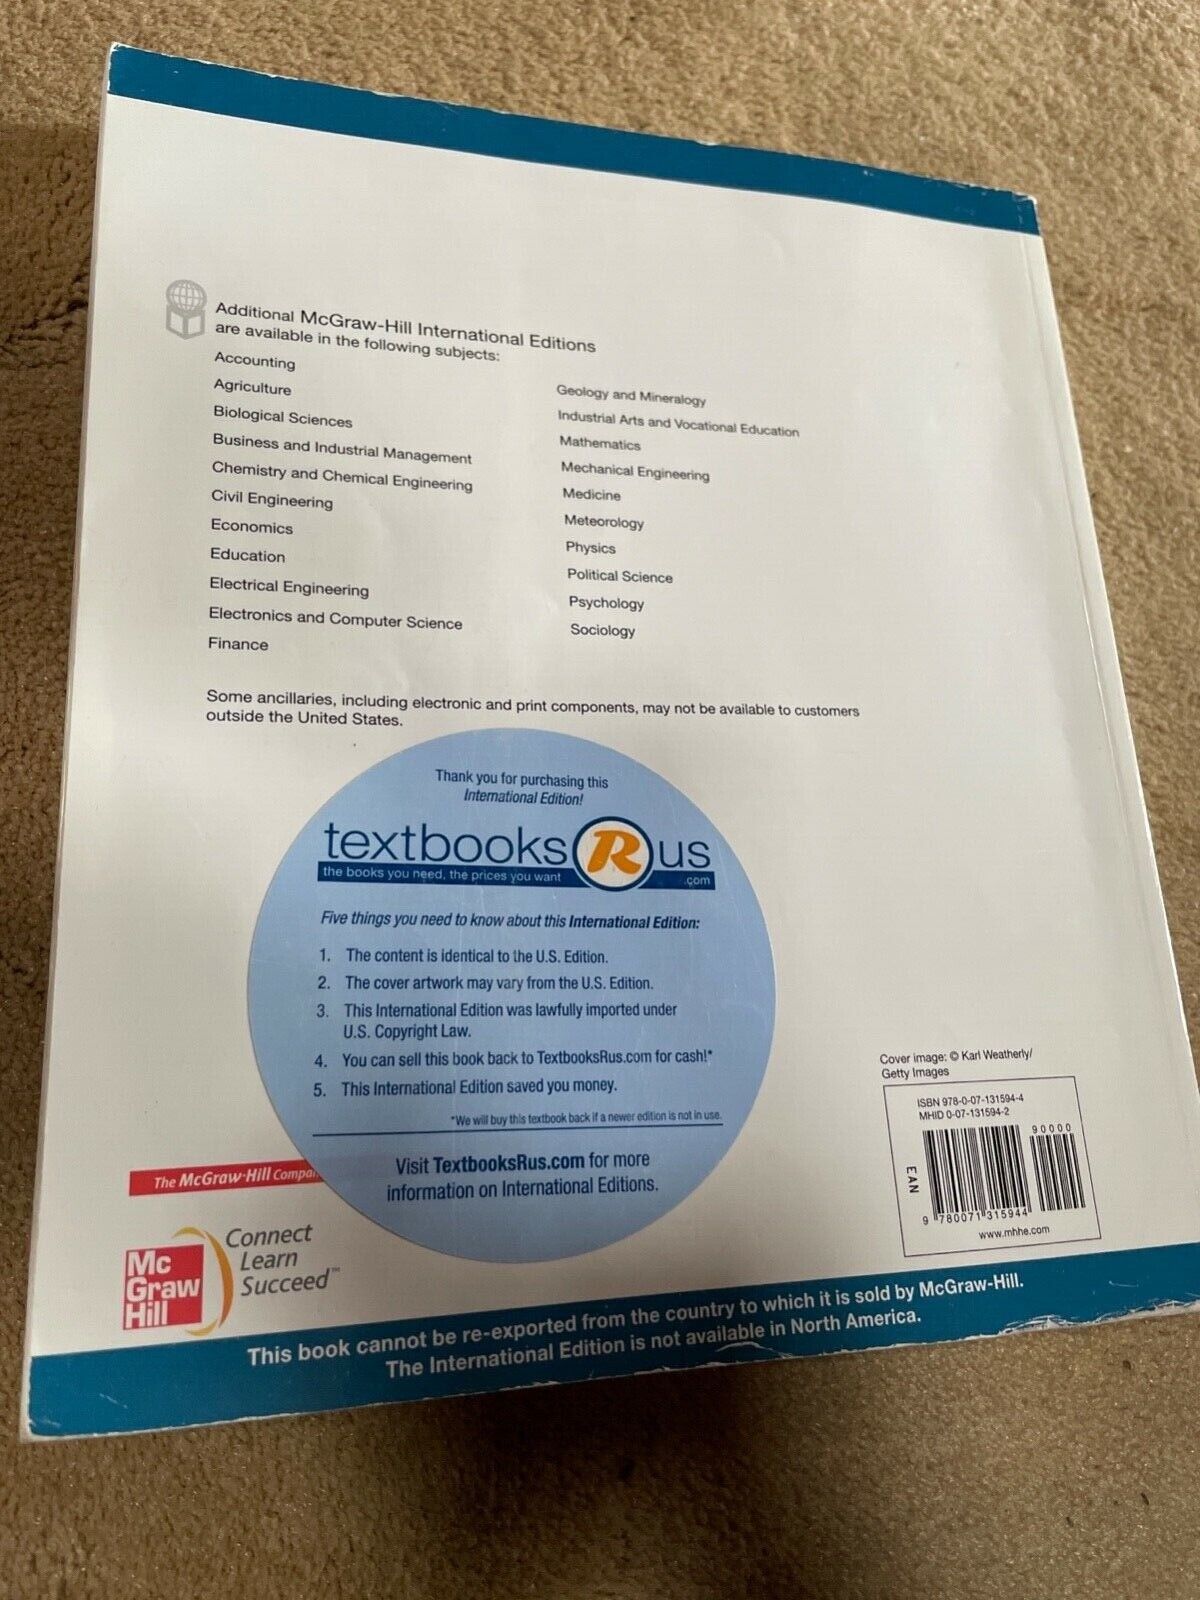 Additional McGraw-Hill International Editions
are available in the following subjects:
Accounting
Agriculture
Biological Sciences
Business and Industrial Management
Chemistry and Chemical Engineering
Civil Engineering
Economics
Education
Electrical Engineering
Electronics and Computer Science
Finance
Geology and Mineralogy
Industrial Arts and Vocational Education
Mathematics
Mechanical Engineering
Medicine
Meteorology
Physics
Political Science
Psychology
Sociology
Some ancillaries, including electronic and print components, may not be available to customers
outside the United States.
Thank you for purchasing this
International Edition!
textbooksRus
the books you need, the prices you want .com
Five things you need to know about this International Edition:
1. The content is identical to the U.S. Edition.
2. The cover artwork may vary from the U.S. Edition.
3. This International Edition was lawfully imported under
U.S. Copyright Law.
4. You can sell this book back to TextbooksRus.com for cash!*
5. This International Edition saved you money.
*We will buy this textbook back if a newer edition is not in use.
Visit TextbooksRus.com for more
information on International Editions.
Cover image: © Karl Weatherly/
Getty Images
ISBN 978-0-07-131594-4
MHID 0-07-131594-2
90000
EAN
9 780071 315944
www.mhhe.com
The McGraw-Hill Compa
Mc
Graw
Hill
Connect
Learn
Succeed™
This book cannot be re-exported from the country to which it is sold by McGraw-Hill.
The International Edition is not available in North America.